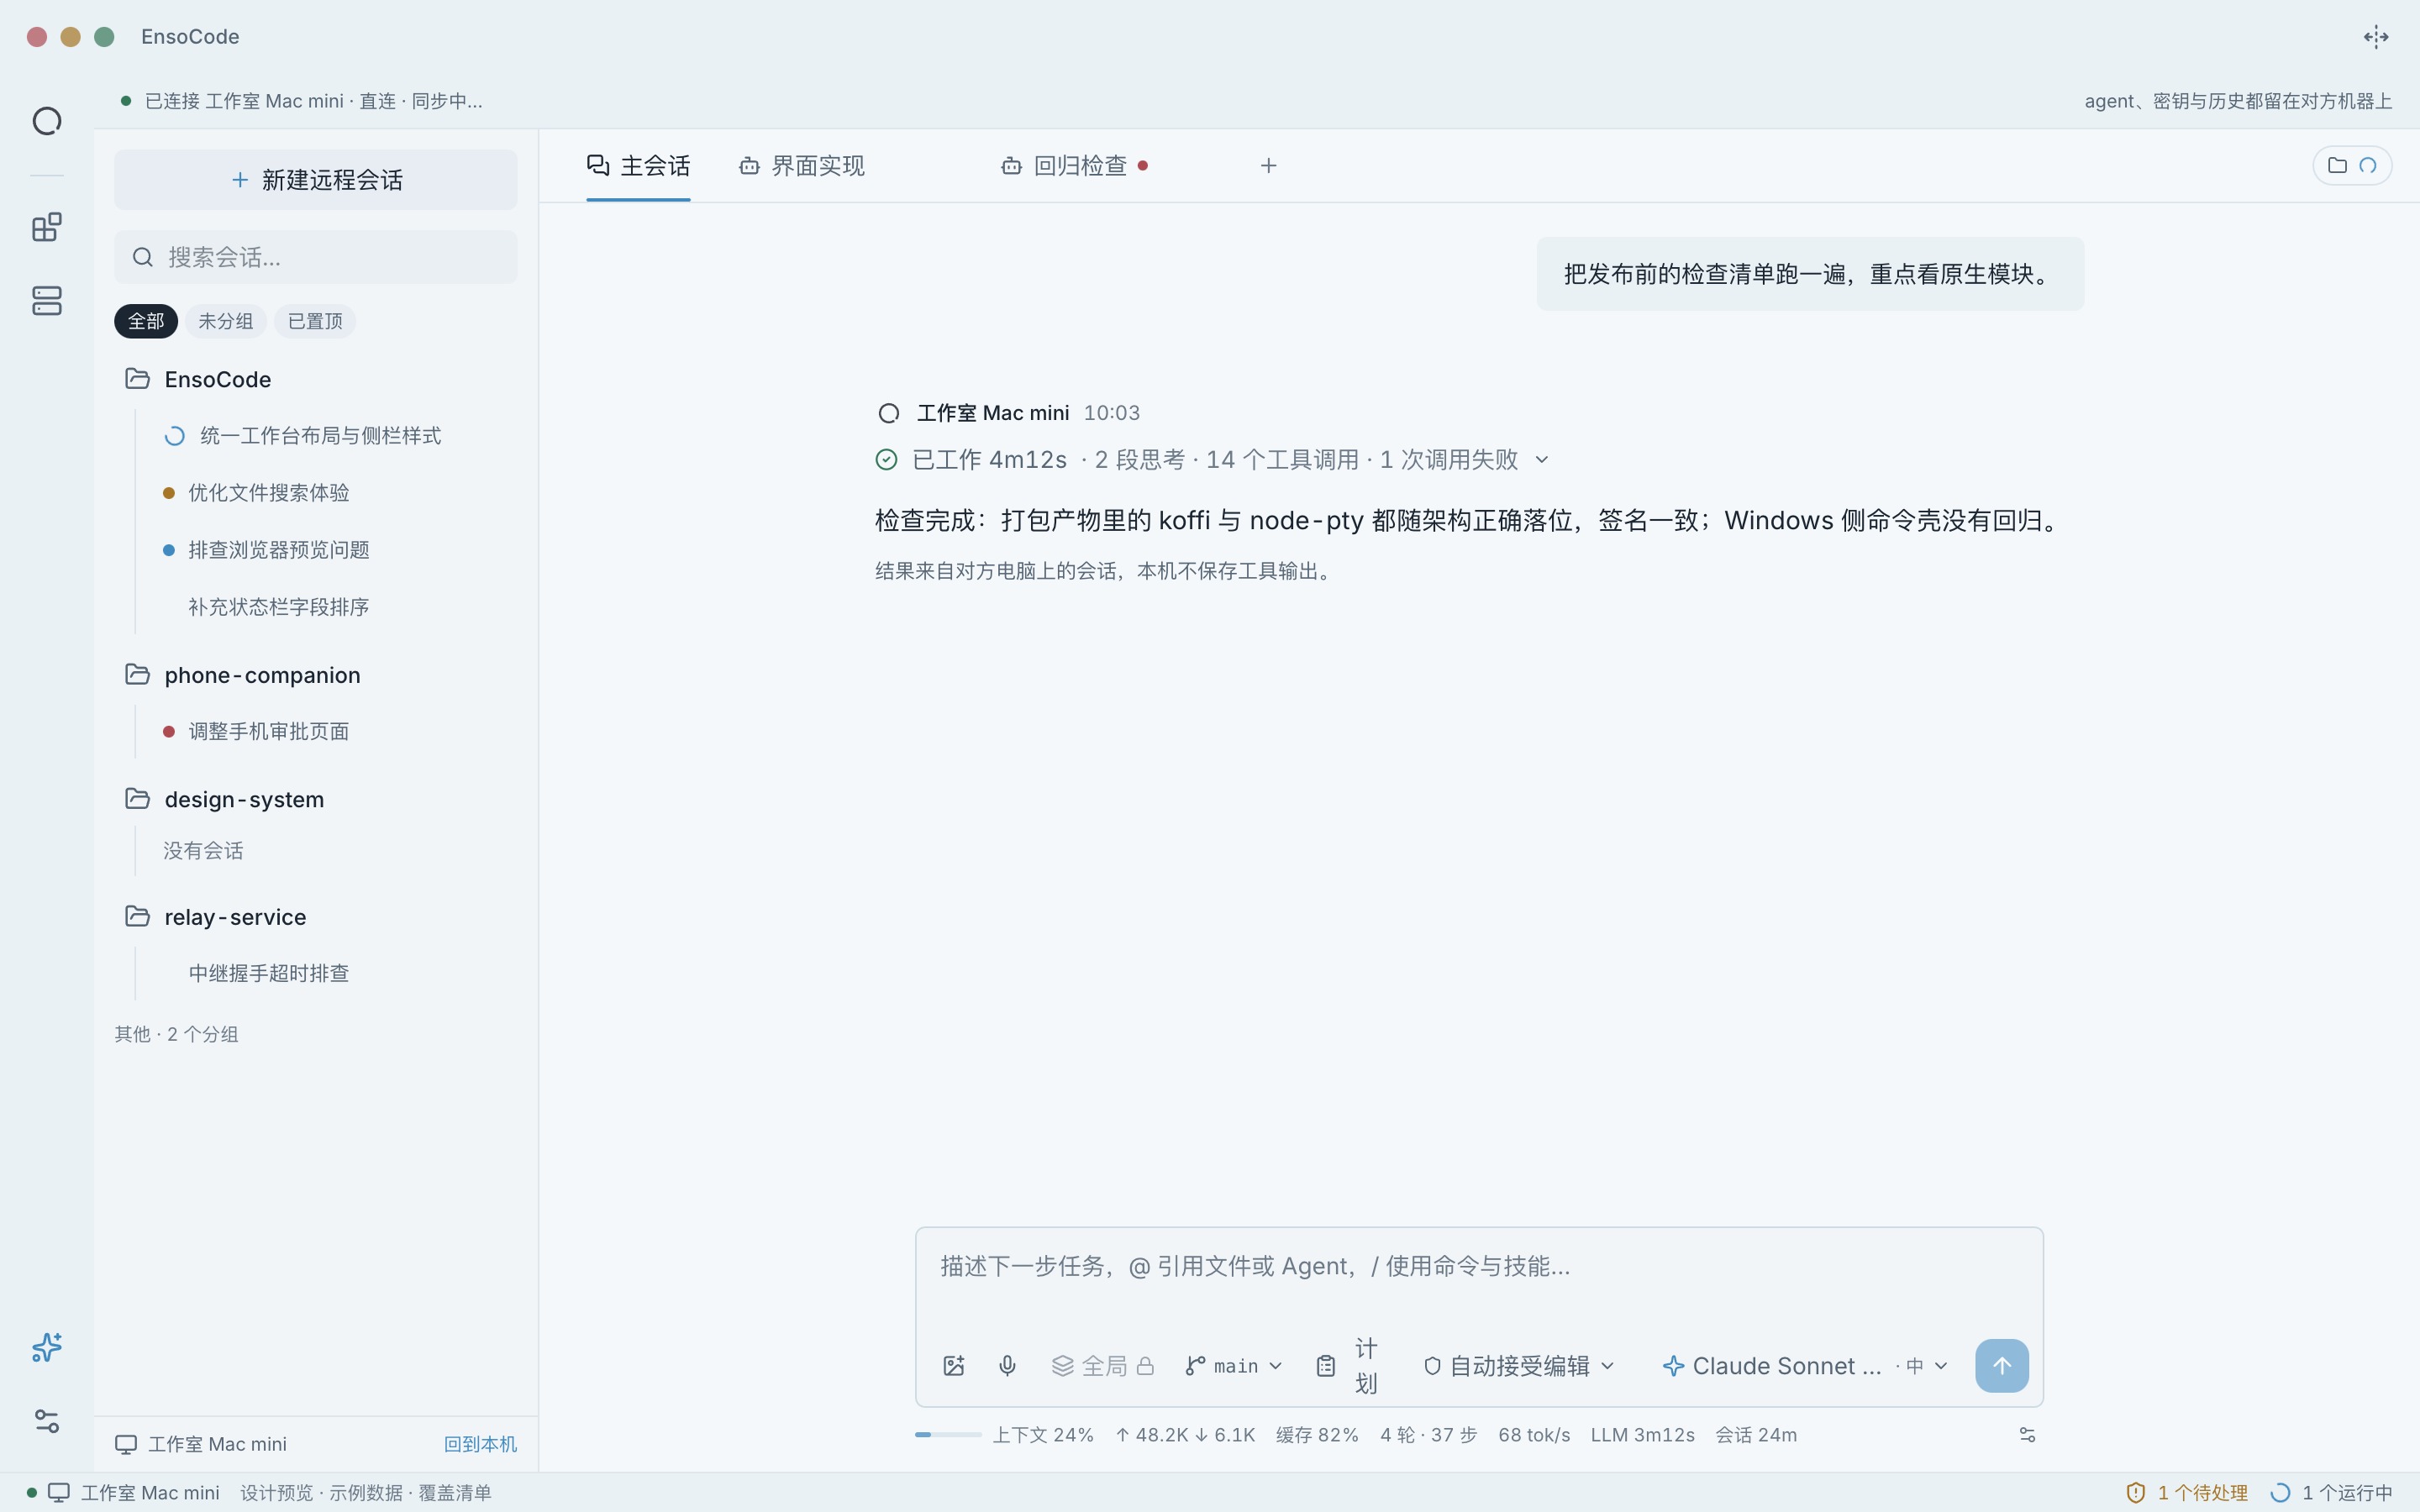 EnsoCode
已连接 工作室 Mac mini · 直连 · 同步中...
agent、密钥与历史都留在对方机器上
新建远程会话
搜索会话...
全部 未分组 已置顶
EnsoCode
统一工作台布局与侧栏样式
优化文件搜索体验
排查浏览器预览问题
补充状态栏字段排序
phone-companion
调整手机审批页面
design-system
没有会话
relay-service
中继握手超时排查
其他 · 2 个分组
工作室 Mac mini 回到本机
主会话 界面实现 回归检查
把发布前的检查清单跑一遍，重点看原生模块。
工作室 Mac mini 10:03
已工作 4m12s · 2 段思考 · 14 个工具调用 · 1 次调用失败
检查完成：打包产物里的 koffi 与 node-pty 都随架构正确落位，签名一致；Windows 侧命令壳没有回归。
结果来自对方电脑上的会话，本机不保存工具输出。
描述下一步任务，@ 引用文件或 Agent，/ 使用命令与技能...
全局 main 计划 自动接受编辑 Claude Sonnet ... · 中
上下文 24% ↑ 48.2K ↓ 6.1K 缓存 82% 4 轮 · 37 步 68 tok/s LLM 3m12s 会话 24m
工作室 Mac mini 设计预览 · 示例数据 · 覆盖清单
1 个待处理 1 个运行中